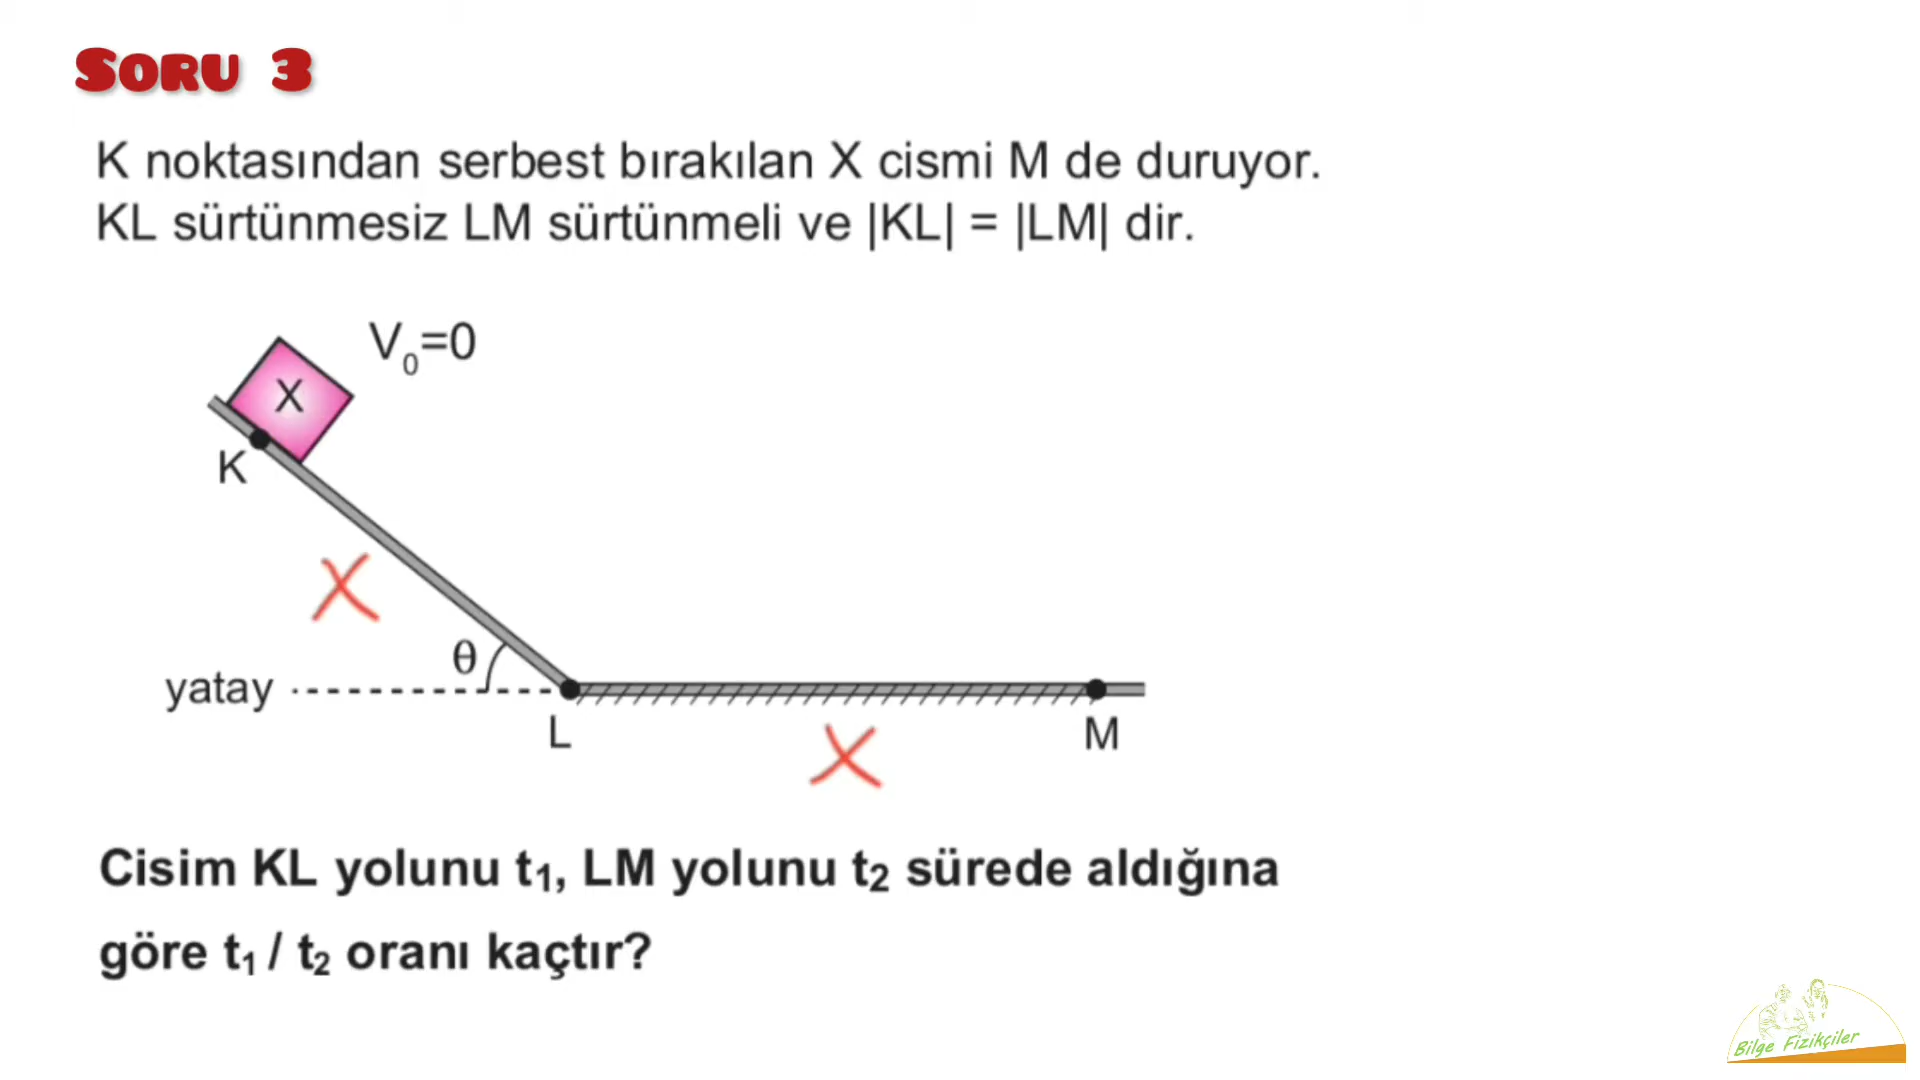 SORU 3
K noktasından serbest bırakılan X cismi M de duruyor.
KL sürtünmesiz LM sürtünmeli ve |KL| = |LM| dir.
V₀=0
X
K
X
θ
yatay
L
M
X
Cisim KL yolunu t₁, LM yolunu t₂ sürede aldığına
göre t₁ / t₂ oranı kaçtır?
Bilge Fizikçiler